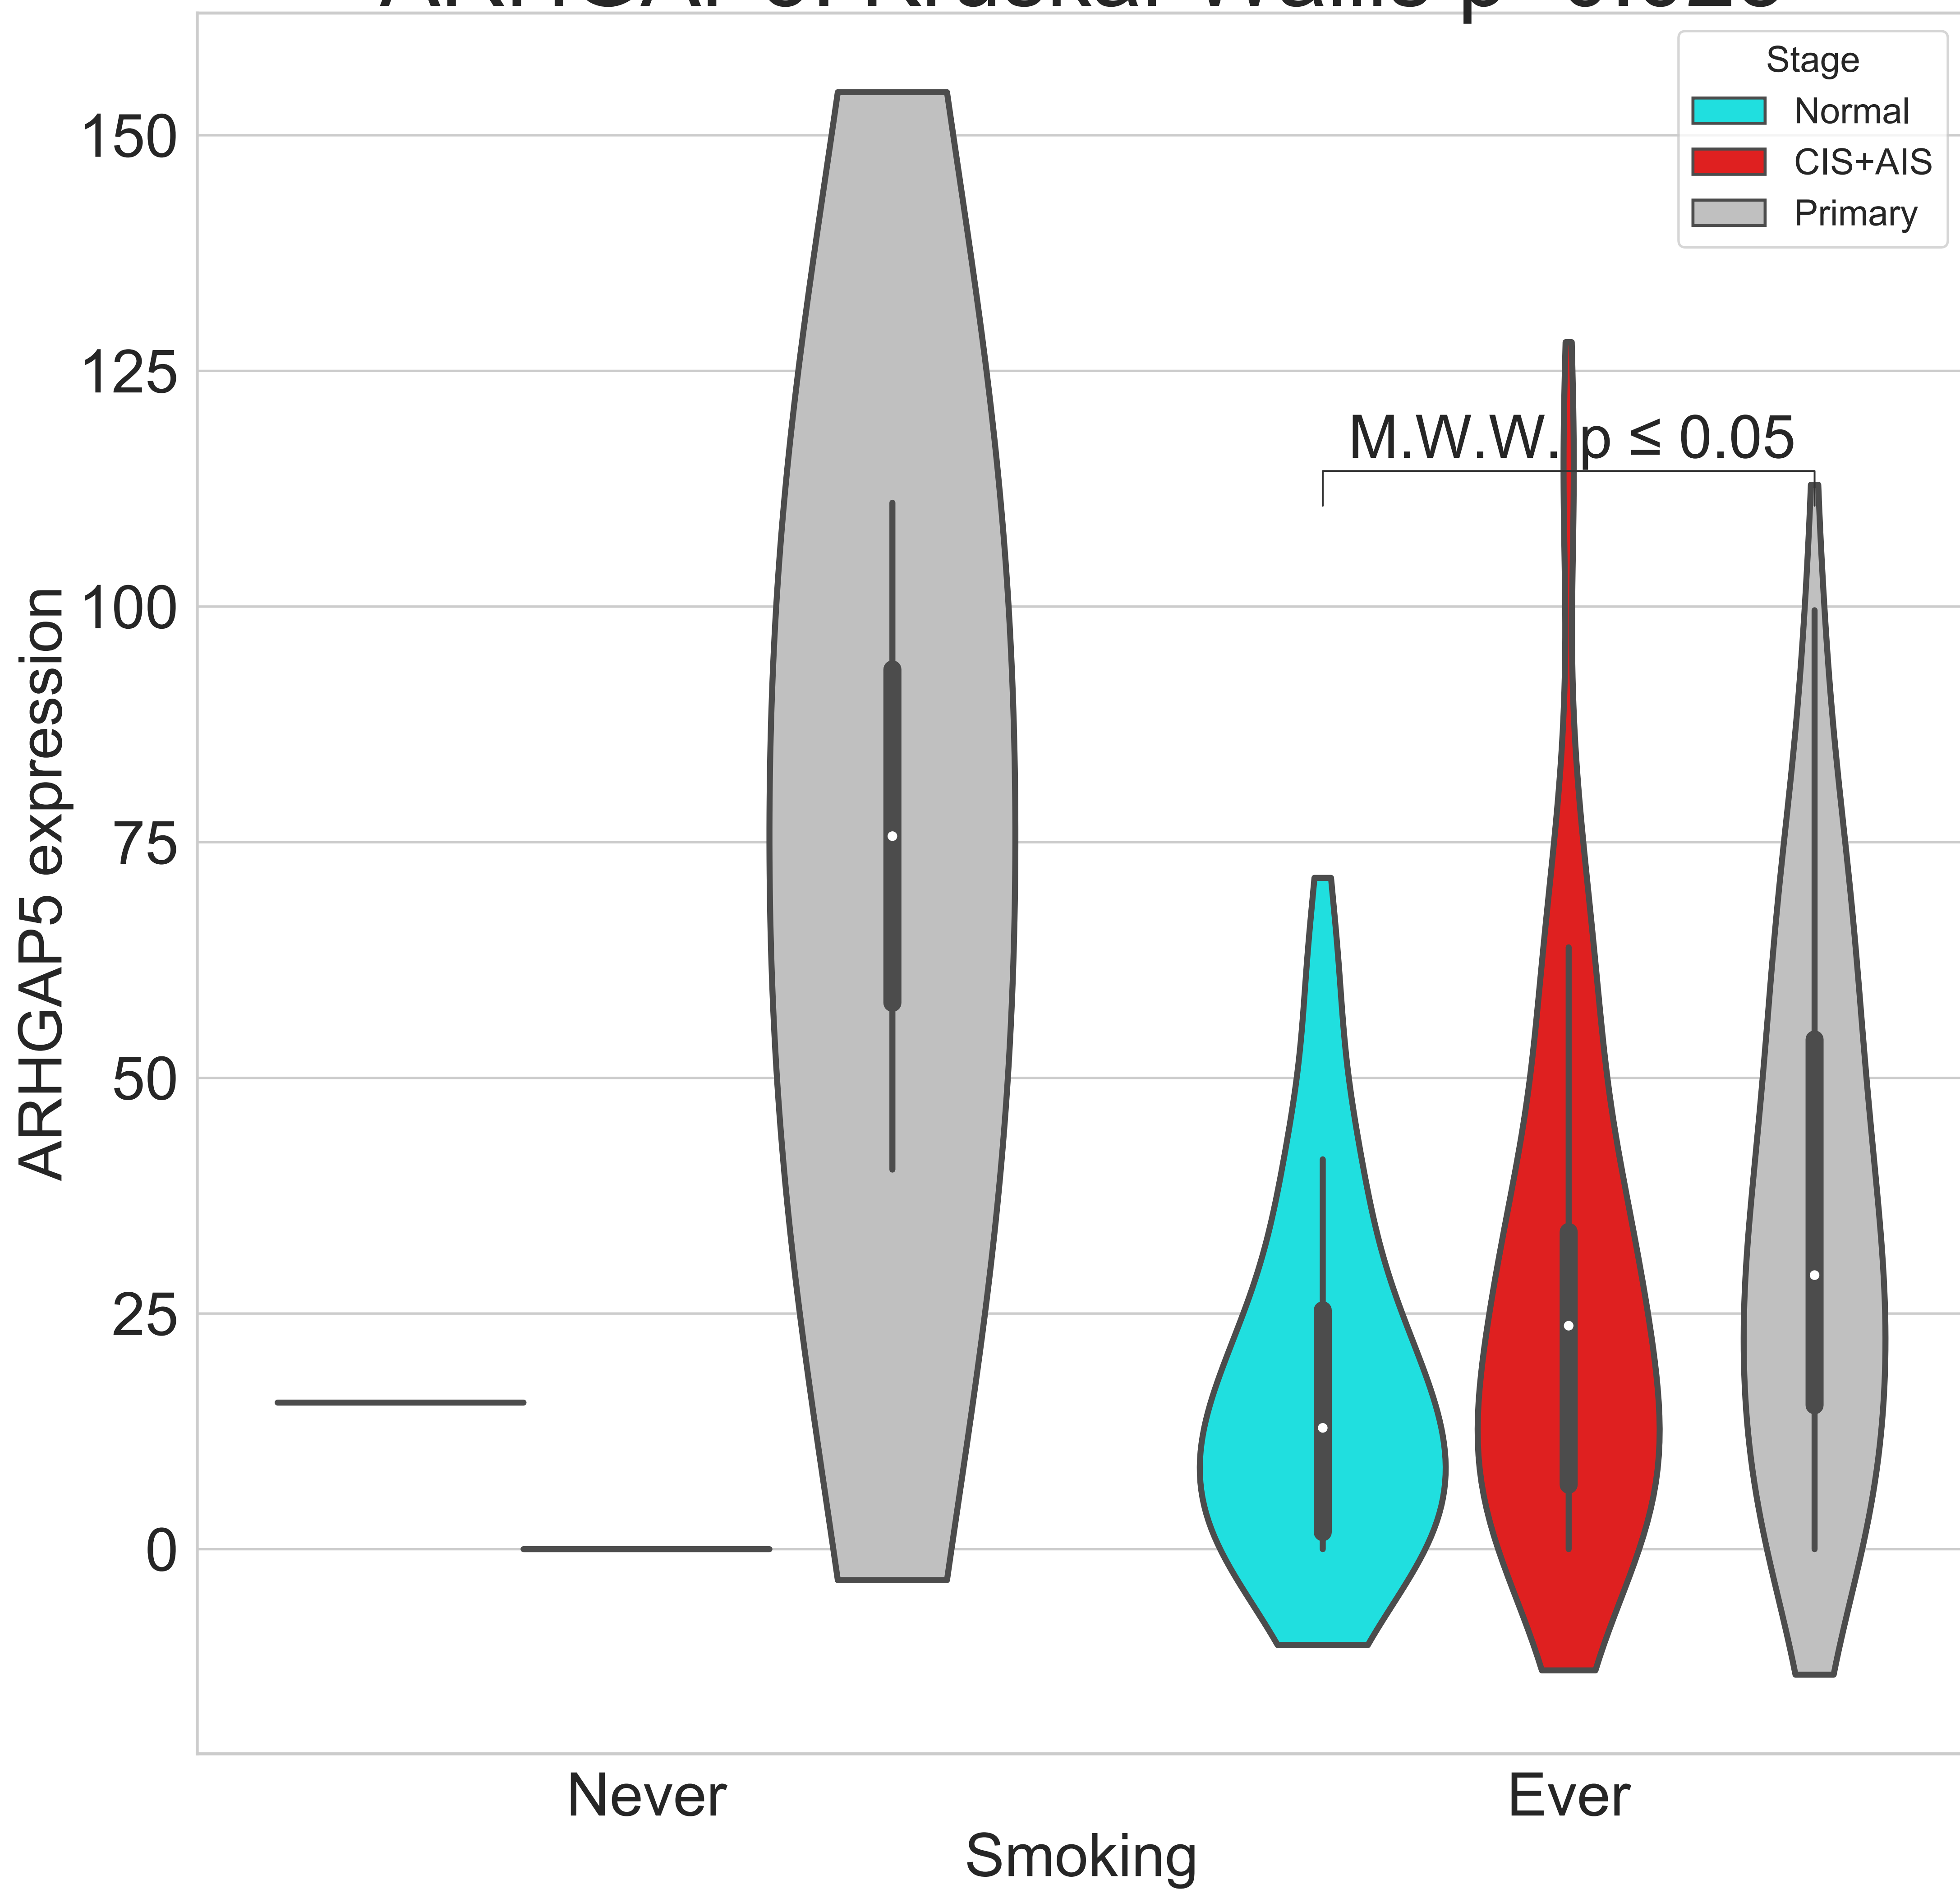 Stage
Normal
CIS+AIS
Primary
150
125
100
75
50
25
0
ARHGAP5 expression
M.W.W. p ≤ 0.05
Never
Ever
Smoking